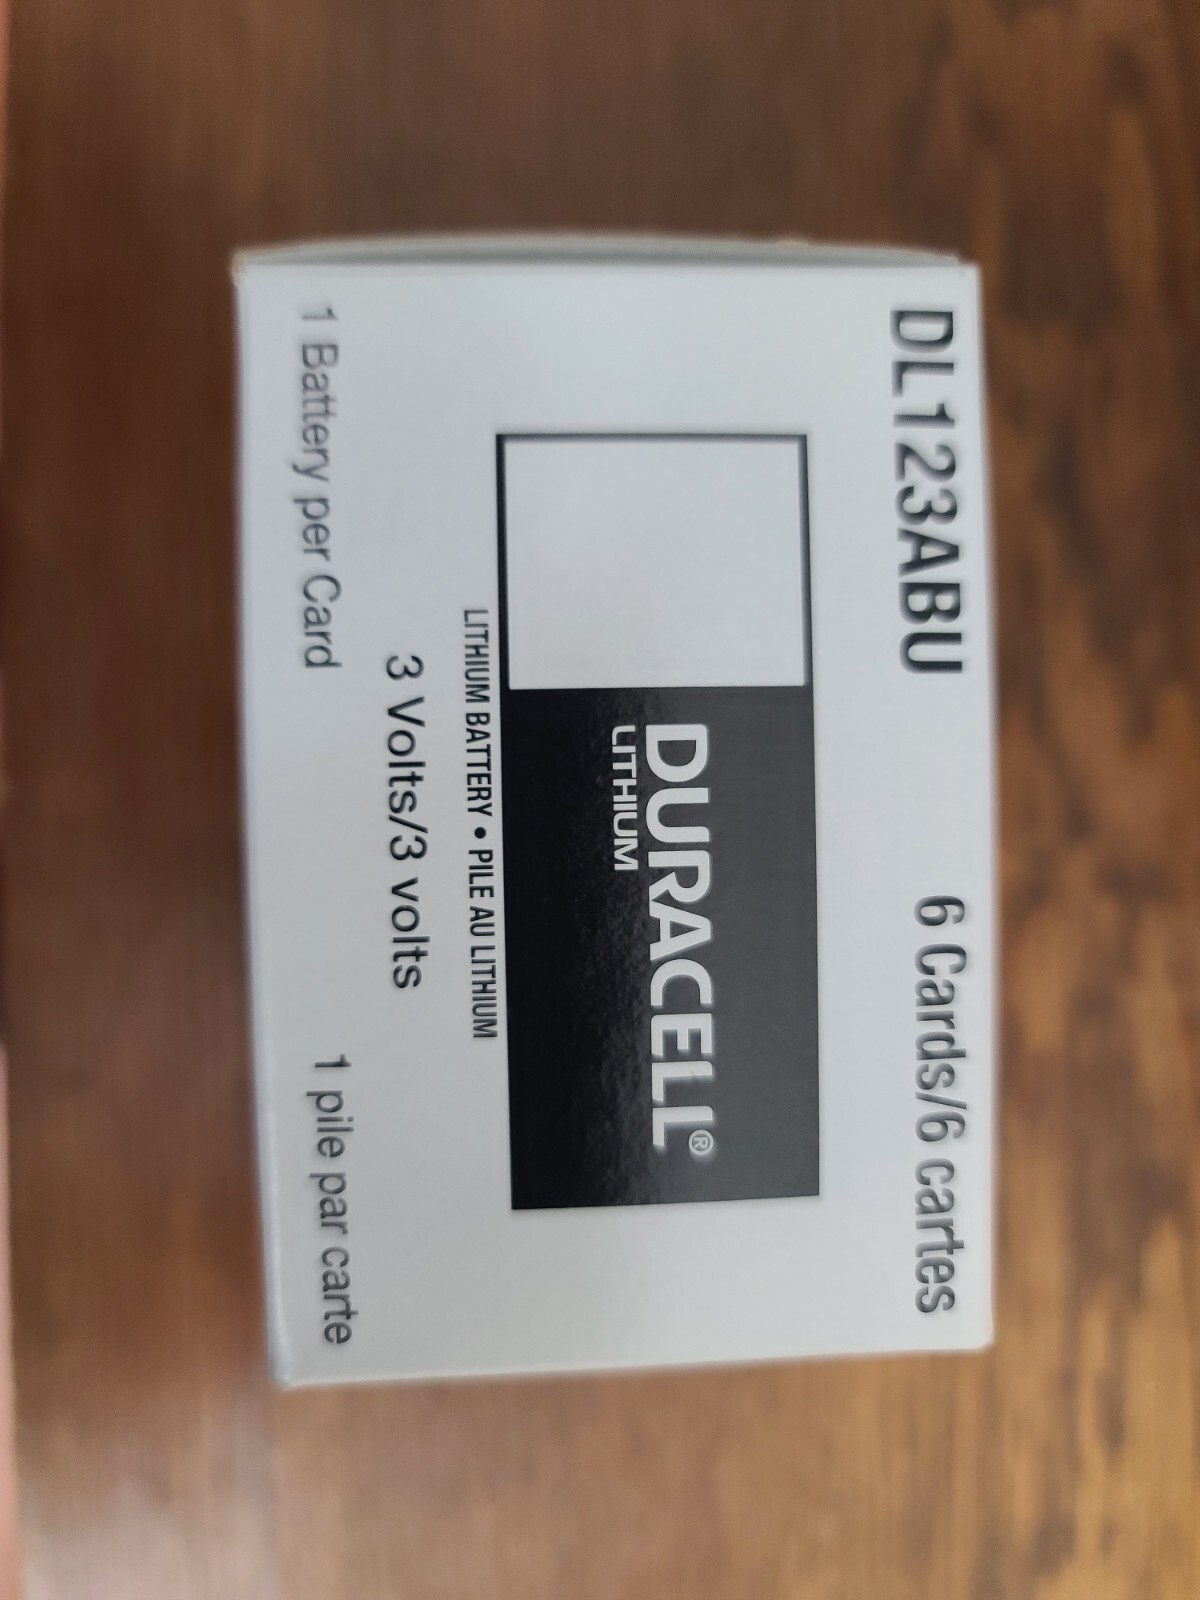 DL123ABU 6 Cards/6 cartes
DURACELL®
LITHIUM
LITHIUM BATTERY • PILE AU LITHIUM
3 Volts/3 volts
1 Battery per Card 1 pile par carte